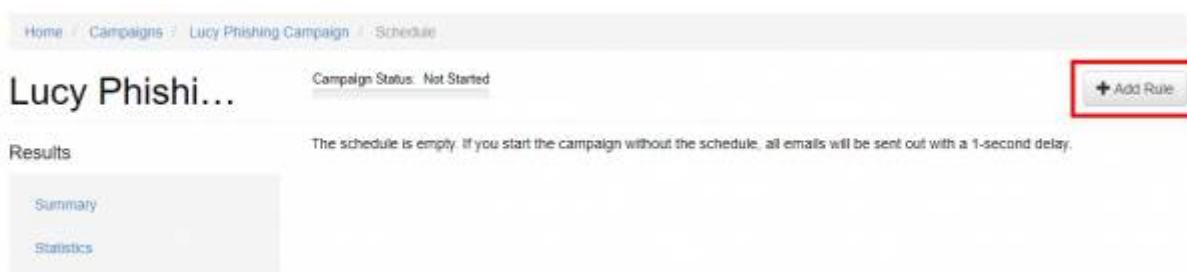 Home / Campaigns / Lucy Phishing Campaign / Schedule
Lucy Phishi...
Campaign Status: Not Started
+ Add Rule
Results
The schedule is empty. If you start the campaign without the schedule, all emails will be sent out with a 1-second delay.
Summary
Statistics